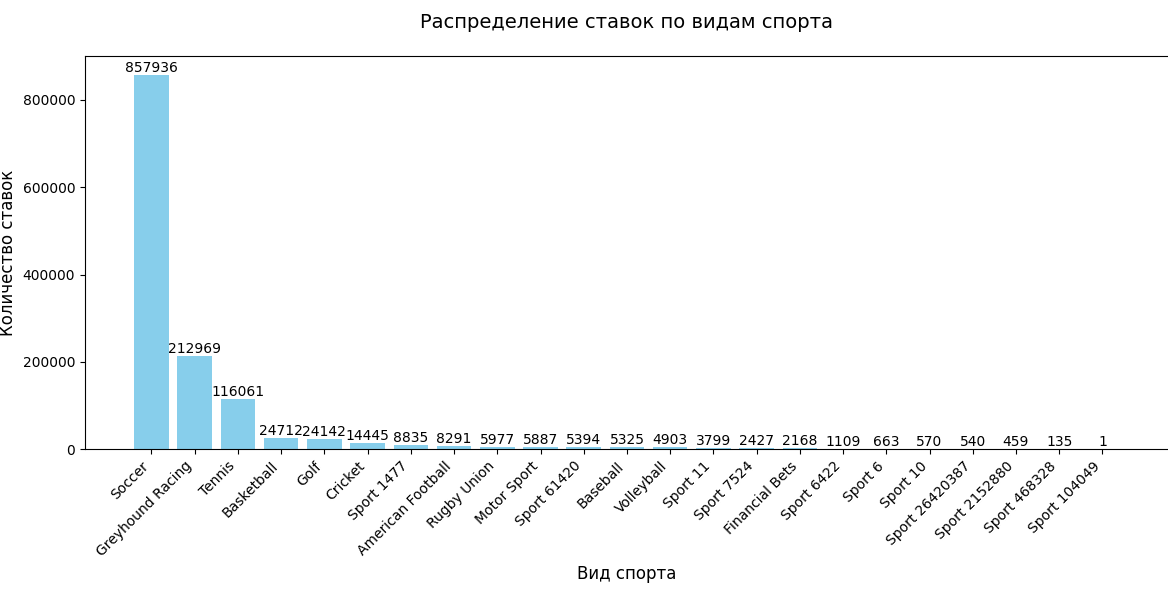 Распределение ставок по видам спорта
857936
212969
116061
24712
24142
14445
8835
8291
5977
5887
5394
5325
4903
3799
2427
2168
1109
663
570
540
459
135
1
800000
600000
400000
200000
0
Количество ставок
Soccer
Greyhound Racing
Tennis
Basketball
Golf
Cricket
Sport 1477
American Football
Rugby Union
Motor Sport
Sport 61420
Baseball
Volleyball
Sport 11
Sport 7524
Financial Bets
Sport 6422
Sport 6
Sport 10
Sport 26420387
Sport 2152880
Sport 468328
Sport 104049
Вид спорта